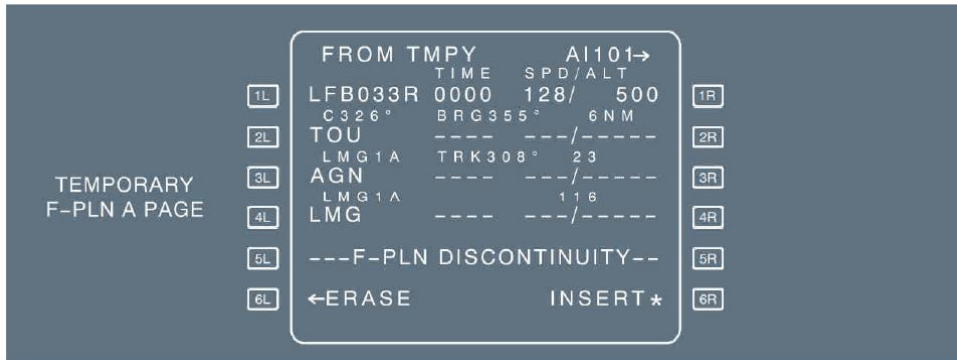 FROM TMPY AI101→
TIME SPD/ALT
1L LFB033R 0000 128/ 500 1R
C326° BRG355° 6NM
2L TOU ---- ---/----- 2R
LMG1A TRK308° 23
TEMPORARY
F-PLN A PAGE
3L AGN ---- ---/----- 3R
LMG1A 116
4L LMG ---- ---/----- 4R
5L ---F-PLN DISCONTINUITY-- 5R
6L ←ERASE INSERT* 6R